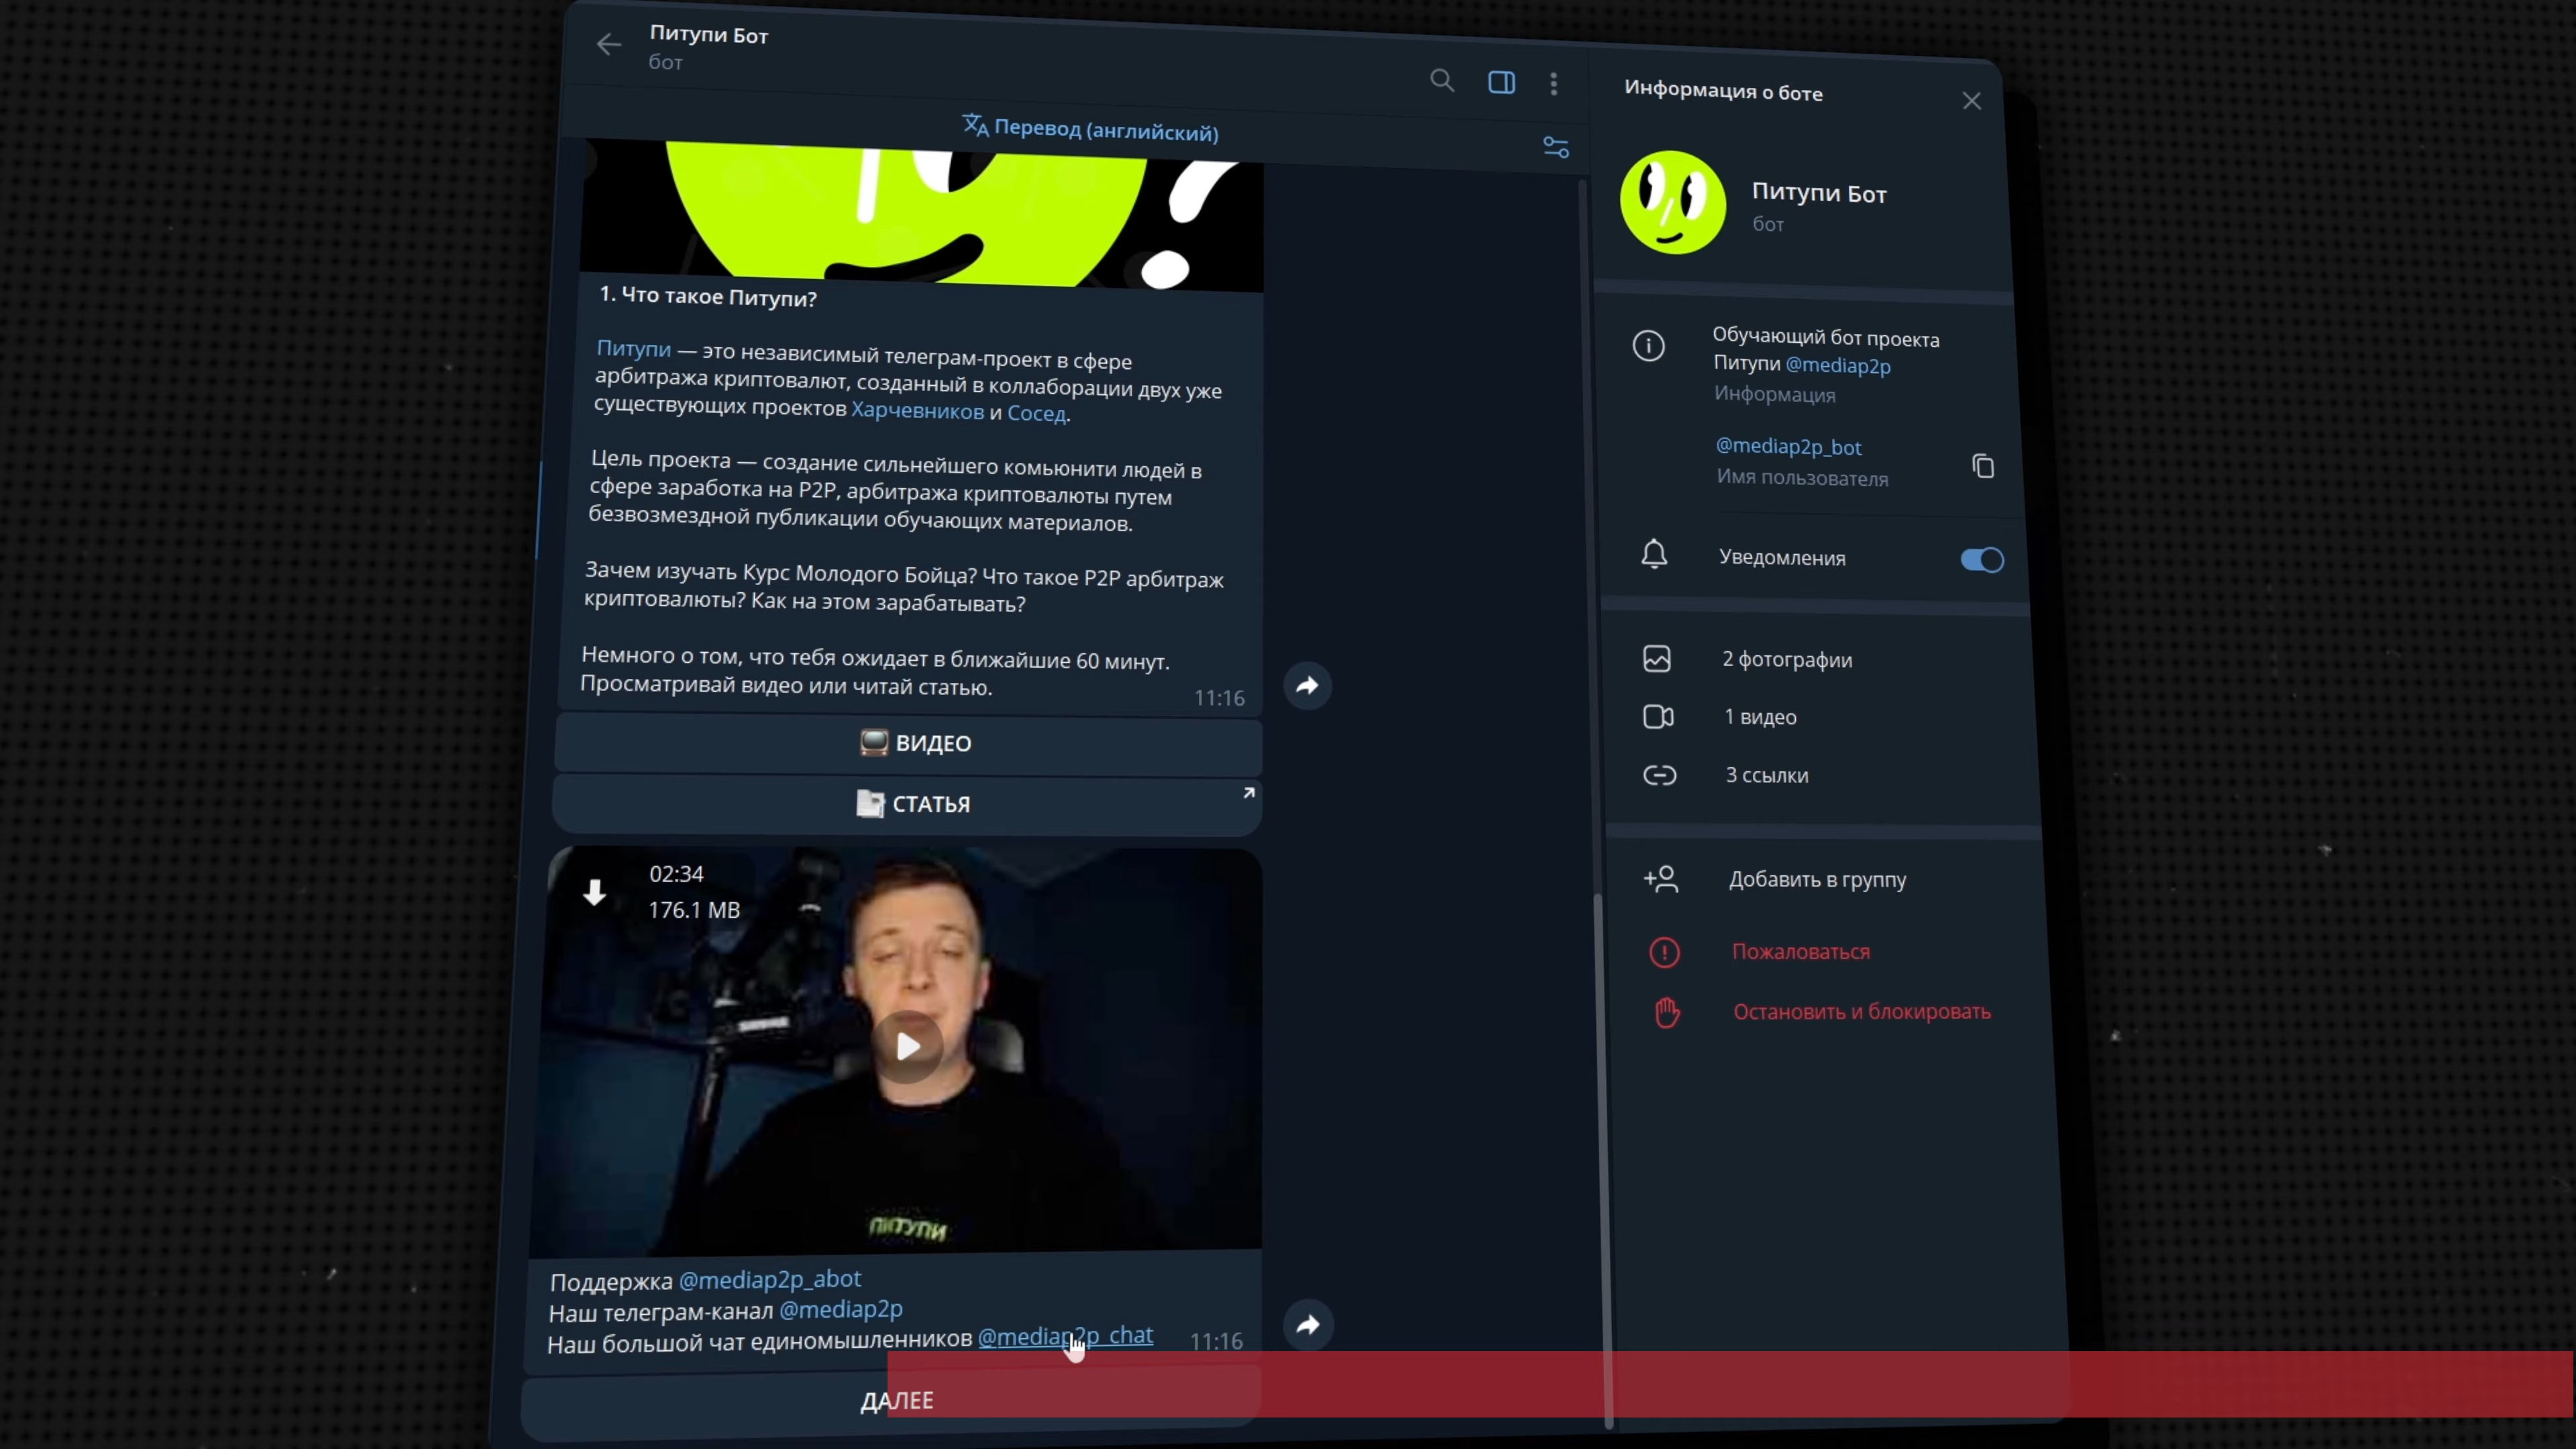 Питупи Бот
бот
Перевод (английский)
1. Что такое Питупи?
Питупи — это независимый телеграм-проект в сфере
арбитража криптовалют, созданный в коллаборации двух уже
существующих проектов Харчевников и Сосед.
Цель проекта — создание сильнейшего комьюнити людей в
сфере заработка на P2P, арбитража криптовалюты путем
безвозмездной публикации обучающих материалов.
Зачем изучать Курс Молодого Бойца? Что такое P2P арбитраж
криптовалюты? Как на этом зарабатывать?
Немного о том, что тебя ожидает в ближайшие 60 минут.
Просматривай видео или читай статью.
11:16
ВИДЕО
СТАТЬЯ
02:34
176.1 MB
ПИТУПИ
Поддержка @mediap2p_abot
Наш телеграм-канал @mediap2p
Наш большой чат единомышленников @mediap2p_chat
11:16
ДАЛЕЕ
Информация о боте
Питупи Бот
бот
Обучающий бот проекта
Питупи @mediap2p
Информация
@mediap2p_bot
Имя пользователя
Уведомления
2 фотографии
1 видео
3 ссылки
Добавить в группу
Пожаловаться
Остановить и блокировать